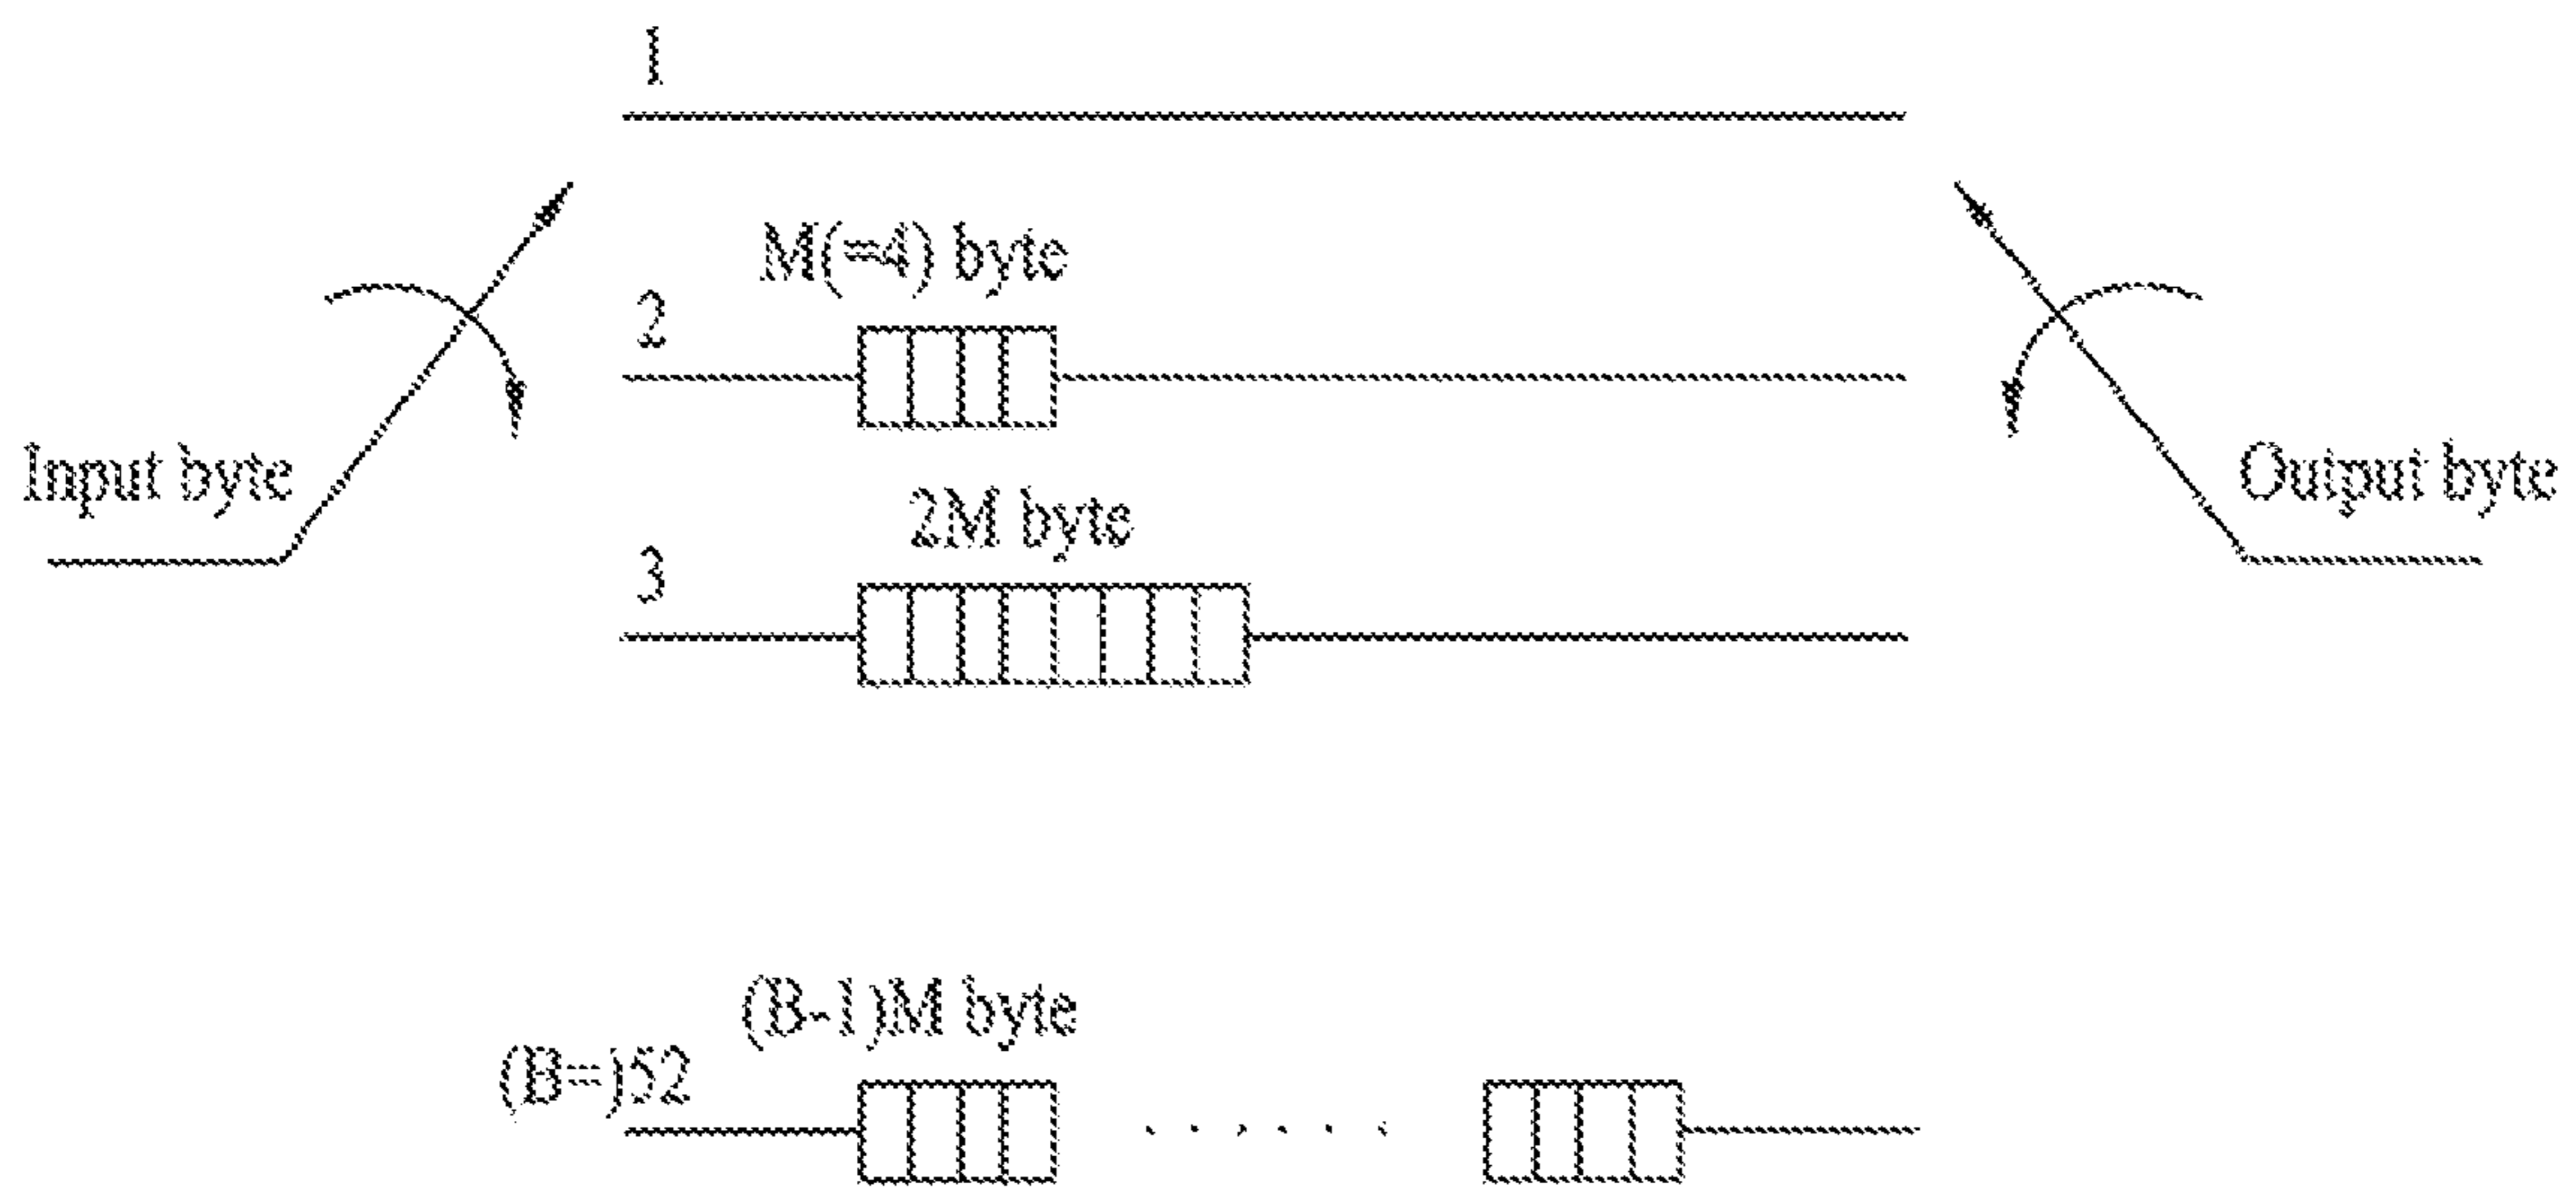 1
M(=4) byte
2
Input byte
Output byte
2M byte
3
(B-1)M byte
(B=)52